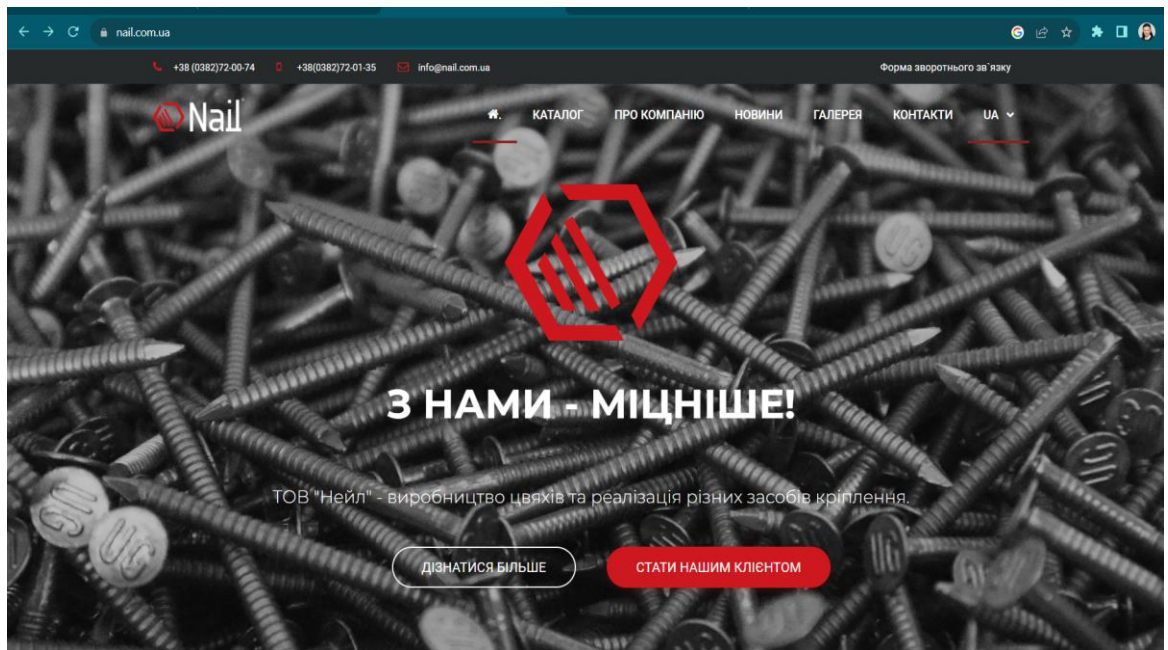 nail.com.ua
+38 (0382)72-00-74 +38(0382)72-01-35 info@nail.com.ua Форма зворотнього зв`язку
Nail КАТАЛОГ ПРО КОМПАНІЮ НОВИНИ ГАЛЕРЕЯ КОНТАКТИ UA
З НАМИ - МІЦНІШЕ!
ТОВ "Нейл" - виробництво цвяхів та реалізація різних засобів кріплення.
ДІЗНАТИСЯ БІЛЬШЕ СТАТИ НАШИМ КЛІЄНТОМ